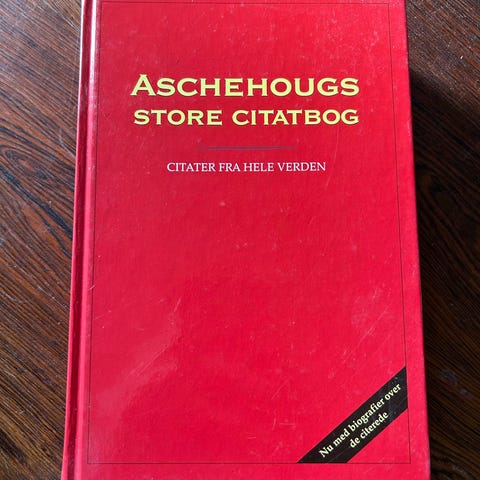 ASCHEHOUGS
STORE CITATBOG
CITATER FRA HELE VERDEN
Nu med biografier over
de citerede